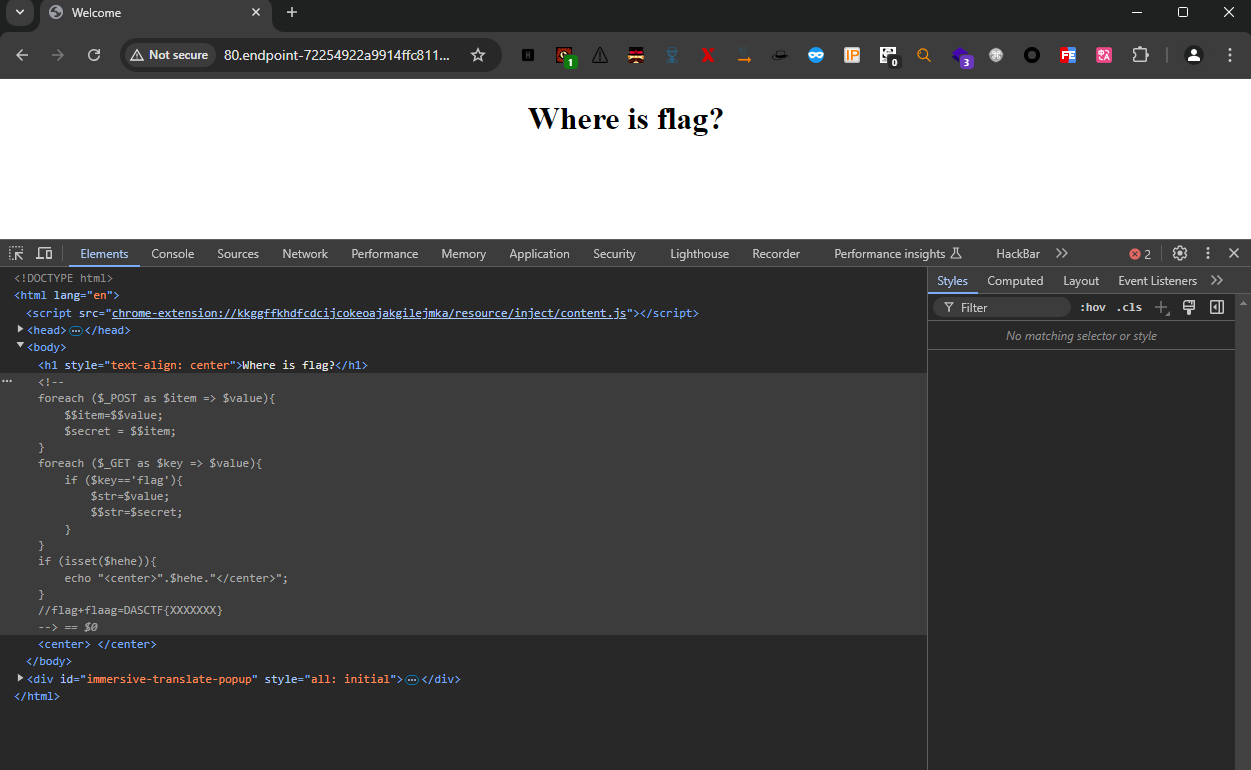 Welcome
Not secure
80.endpoint-72254922a9914ffc811...
1
IP
0
3
FE
Where is flag?
Elements Console Sources Network Performance Memory Application Security Lighthouse Recorder Performance insights HackBar 2
Styles Computed Layout Event Listeners
Filter :hov .cls
No matching selector or style
<!DOCTYPE html>
<html lang="en">
<script src="chrome-extension://kkggffkhdfcdcijcokeoajakgilejmka/resource/inject/content.js"></script>
<head>…</head>
<body>
<h1 style="text-align: center">Where is flag?</h1>
<!--
foreach ($_POST as $item => $value){
$$item=$$value;
$secret = $$item;
}
foreach ($_GET as $key => $value){
if ($key=='flag'){
$str=$value;
$$str=$secret;
}
}
if (isset($hehe)){
echo "<center>".$hehe."</center>";
}
//flag+flaag=DASCTF{XXXXXXX}
--> == $0
<center> </center>
</body>
<div id="immersive-translate-popup" style="all: initial">…</div>
</html>